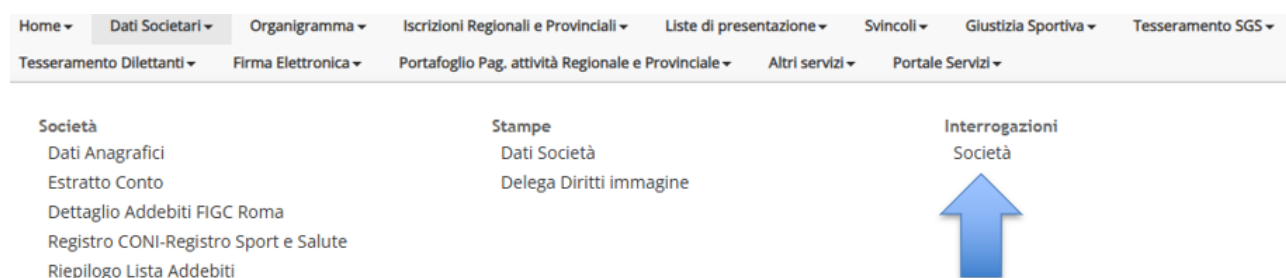 Home Dati Societari Organigramma Iscrizioni Regionali e Provinciali Liste di presentazione Svincoli Giustizia Sportiva Tesseramento SGS
Tesseramento Dilettanti Firma Elettronica Portafoglio Pag. attività Regionale e Provinciale Altri servizi Portale Servizi
Società Stampe Interrogazioni
Dati Anagrafici Dati Società Società
Estratto Conto Delega Diritti immagine
Dettaglio Addebiti FIGC Roma
Registro CONI-Registro Sport e Salute
Riepilogo Lista Addebiti